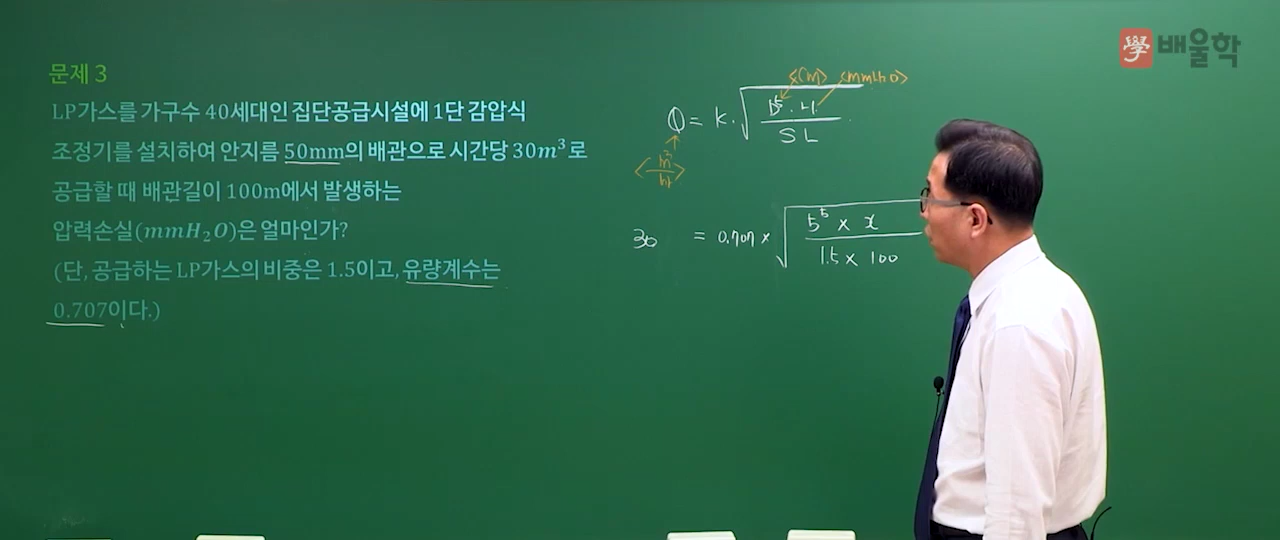 學 배울학
문제 3
LP가스를 가구수 40세대인 집단공급시설에 1단 감압식
조정기를 설치하여 안지름 50mm의 배관으로 시간당 30m³로
공급할 때 배관길이 100m에서 발생하는
압력손실(mmH₂O)은 얼마인가?
(단, 공급하는 LP가스의 비중은 1.5이고, 유량계수는
0.707이다.)
<mmH₂O>
Q = K·√(D⁵·H / SL)
<m³/hr>
30 = 0.707 × √(5⁵ × x / 1.5 × 100)